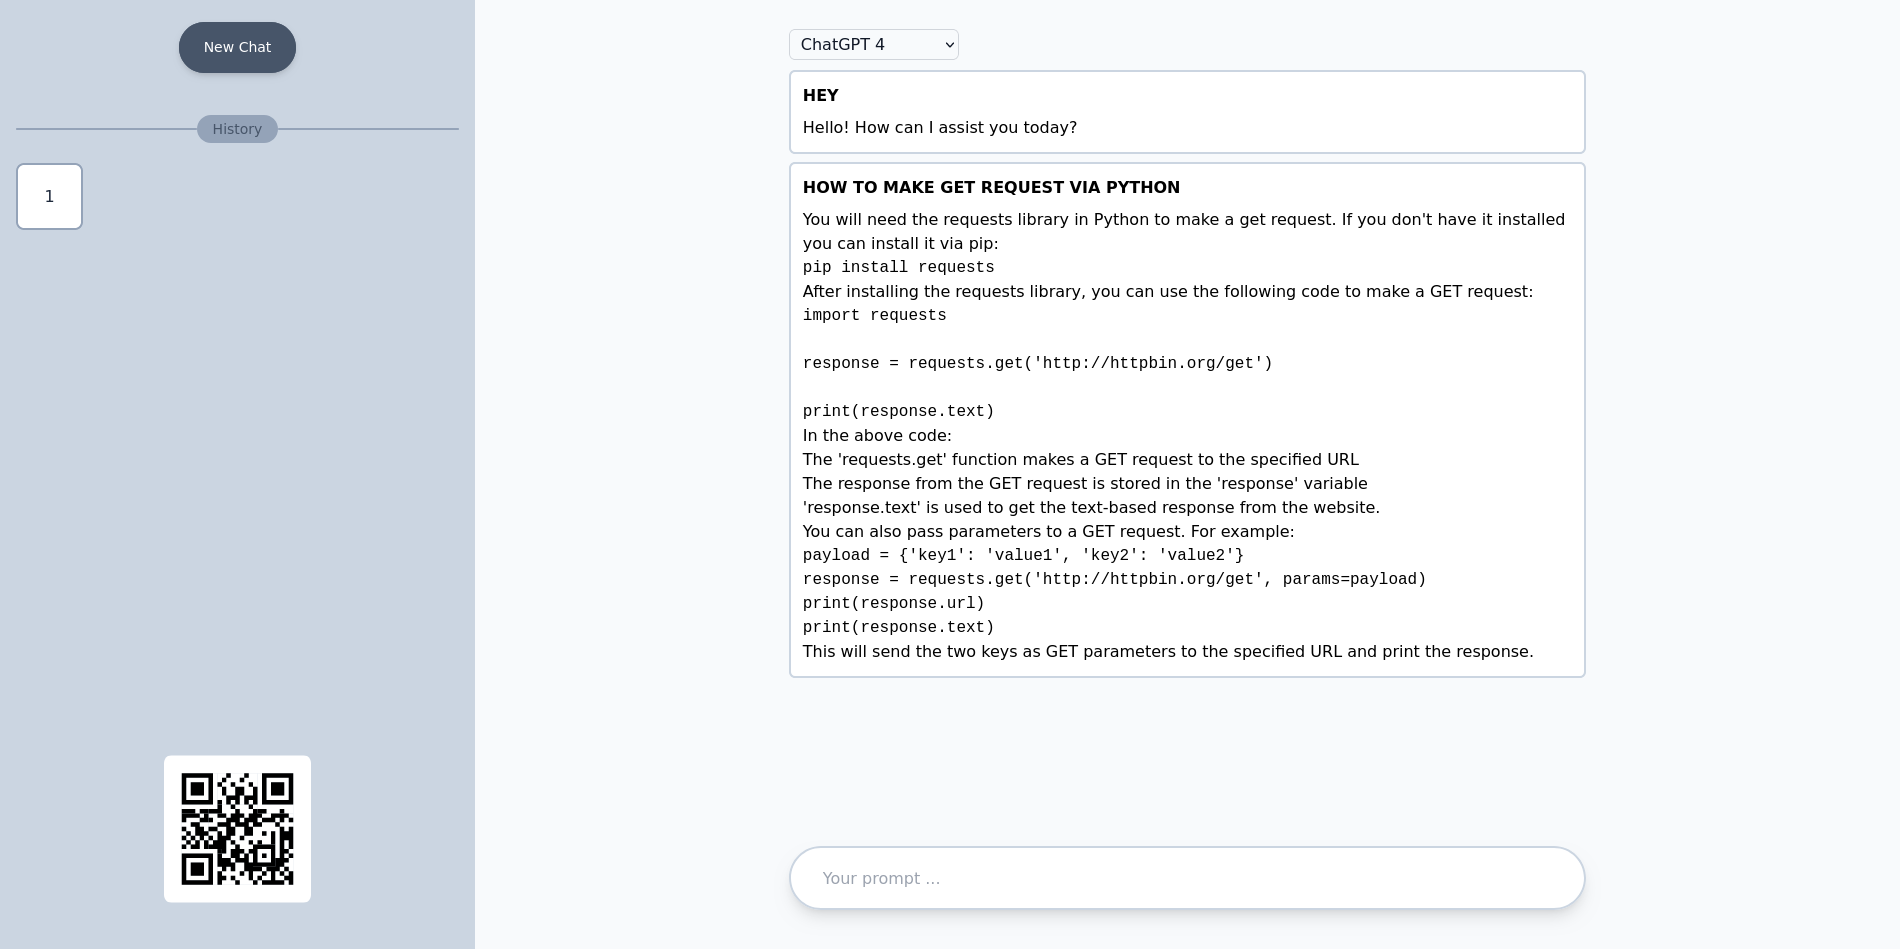 New Chat
History
1
ChatGPT 4
HEY
Hello! How can I assist you today?
HOW TO MAKE GET REQUEST VIA PYTHON
You will need the requests library in Python to make a get request. If you don't have it installed
you can install it via pip:
pip install requests
After installing the requests library, you can use the following code to make a GET request:
import requests
response = requests.get('http://httpbin.org/get')
print(response.text)
In the above code:
The 'requests.get' function makes a GET request to the specified URL
The response from the GET request is stored in the 'response' variable
'response.text' is used to get the text-based response from the website.
You can also pass parameters to a GET request. For example:
payload = {'key1': 'value1', 'key2': 'value2'}
response = requests.get('http://httpbin.org/get', params=payload)
print(response.url)
print(response.text)
This will send the two keys as GET parameters to the specified URL and print the response.
Your prompt ...